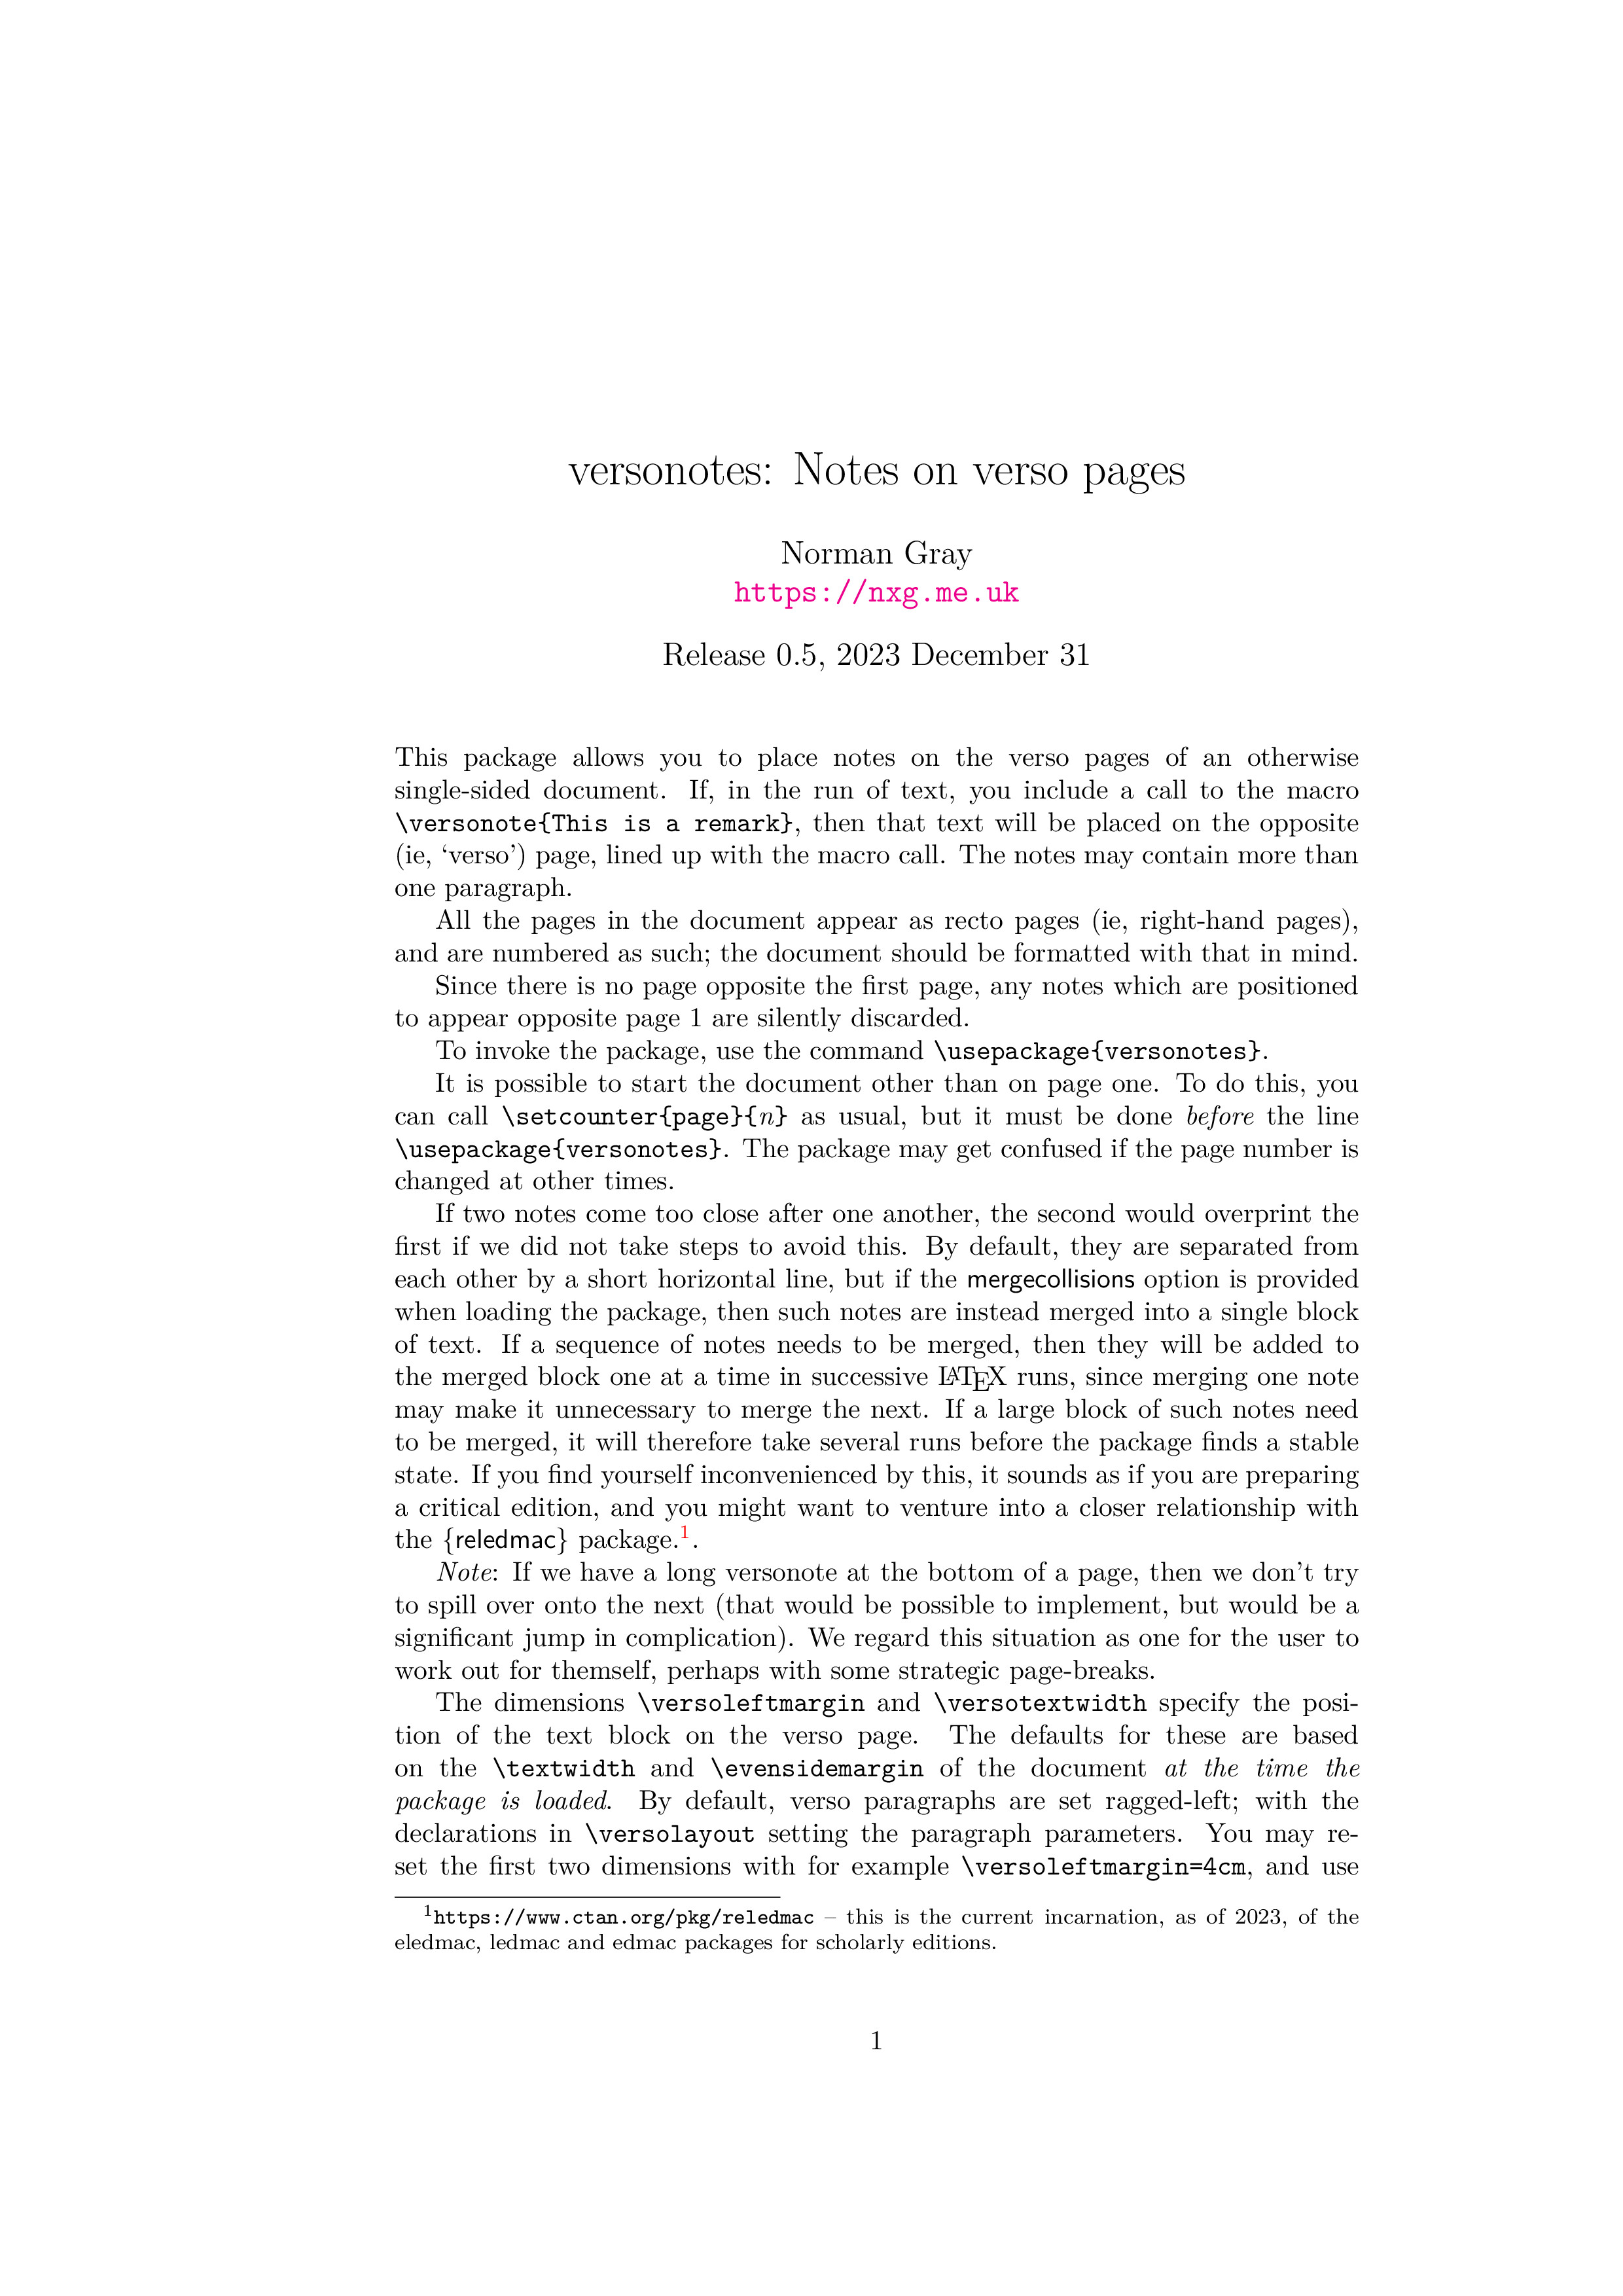 versonotes: Notes on verso pages
Norman Gray
https://nxg.me.uk
Release 0.5, 2023 December 31
This package allows you to place notes on the verso pages of an otherwise
single-sided document. If, in the run of text, you include a call to the macro
\versonote{This is a remark}, then that text will be placed on the opposite
(ie, ‘verso’) page, lined up with the macro call. The notes may contain more than
one paragraph.
All the pages in the document appear as recto pages (ie, right-hand pages),
and are numbered as such; the document should be formatted with that in mind.
Since there is no page opposite the first page, any notes which are positioned
to appear opposite page 1 are silently discarded.
To invoke the package, use the command \usepackage{versonotes}.
It is possible to start the document other than on page one. To do this, you
can call \setcounter{page}{n} as usual, but it must be done before the line
\usepackage{versonotes}. The package may get confused if the page number is
changed at other times.
If two notes come too close after one another, the second would overprint the
first if we did not take steps to avoid this. By default, they are separated from
each other by a short horizontal line, but if the mergecollisions option is provided
when loading the package, then such notes are instead merged into a single block
of text. If a sequence of notes needs to be merged, then they will be added to
the merged block one at a time in successive LATEX runs, since merging one note
may make it unnecessary to merge the next. If a large block of such notes need
to be merged, it will therefore take several runs before the package finds a stable
state. If you find yourself inconvenienced by this, it sounds as if you are preparing
a critical edition, and you might want to venture into a closer relationship with
the {reledmac} package.1.
Note: If we have a long versonote at the bottom of a page, then we don’t try
to spill over onto the next (that would be possible to implement, but would be a
significant jump in complication). We regard this situation as one for the user to
work out for themself, perhaps with some strategic page-breaks.
The dimensions \versoleftmargin and \versotextwidth specify the posi-
tion of the text block on the verso page. The defaults for these are based
on the \textwidth and \evensidemargin of the document at the time the
package is loaded. By default, verso paragraphs are set ragged-left; with the
declarations in \versolayout setting the paragraph parameters. You may re-
set the first two dimensions with for example \versoleftmargin=4cm, and use
1https://www.ctan.org/pkg/reledmac – this is the current incarnation, as of 2023, of the
eledmac, ledmac and edmac packages for scholarly editions.
1